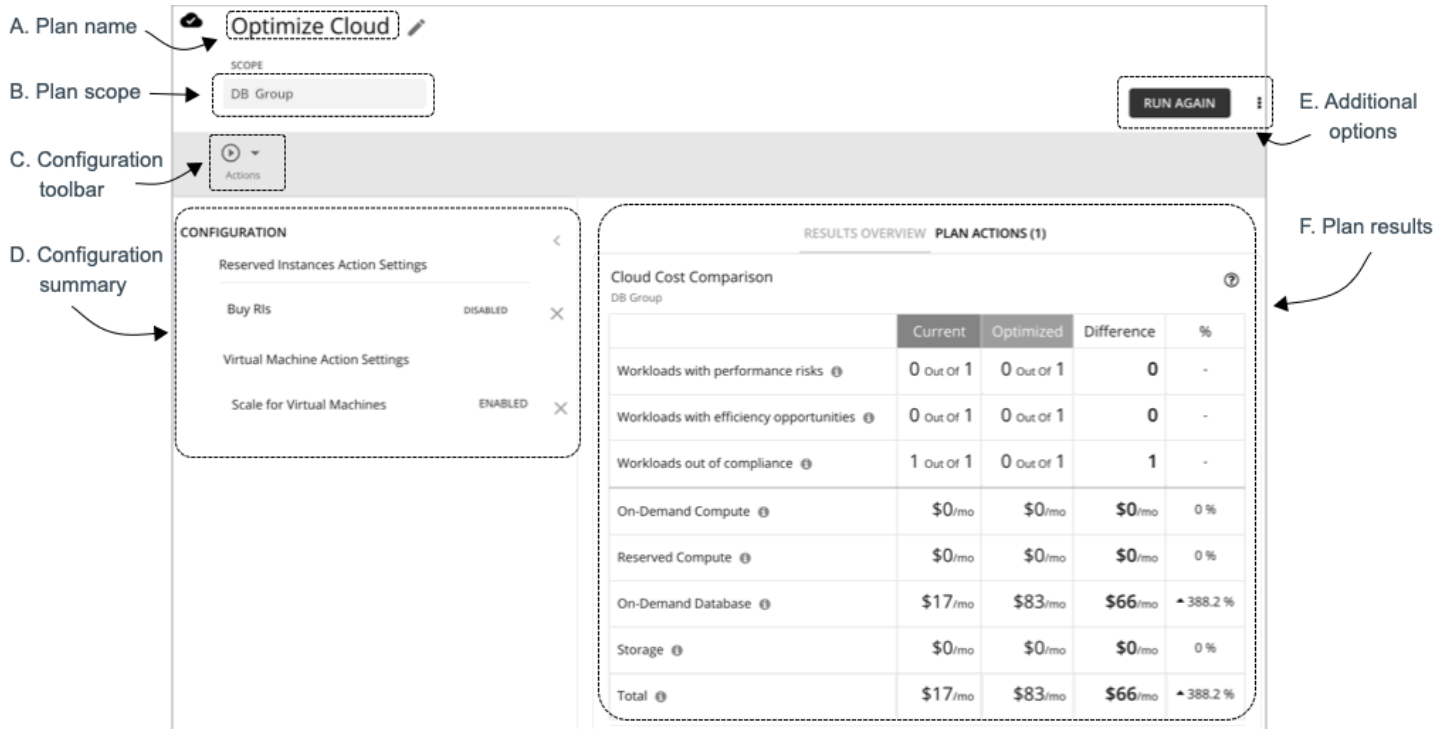 A. Plan name
Optimize Cloud
SCOPE
B. Plan scope
DB Group
RUN AGAIN
E. Additional
options
C. Configuration
toolbar
Actions
D. Configuration
summary
CONFIGURATION
Reserved Instances Action Settings
Buy RIs DISABLED
Virtual Machine Action Settings
Scale for Virtual Machines ENABLED
F. Plan results
RESULTS OVERVIEW PLAN ACTIONS (1)
Cloud Cost Comparison
DB Group
Current Optimized Difference %
Workloads with performance risks 0 Out Of 1 0 Out Of 1 0 -
Workloads with efficiency opportunities 0 Out Of 1 0 Out Of 1 0 -
Workloads out of compliance 1 Out Of 1 0 Out Of 1 1 -
On-Demand Compute $0/mo $0/mo $0/mo 0 %
Reserved Compute $0/mo $0/mo $0/mo 0 %
On-Demand Database $17/mo $83/mo $66/mo 388.2 %
Storage $0/mo $0/mo $0/mo 0 %
Total $17/mo $83/mo $66/mo 388.2 %